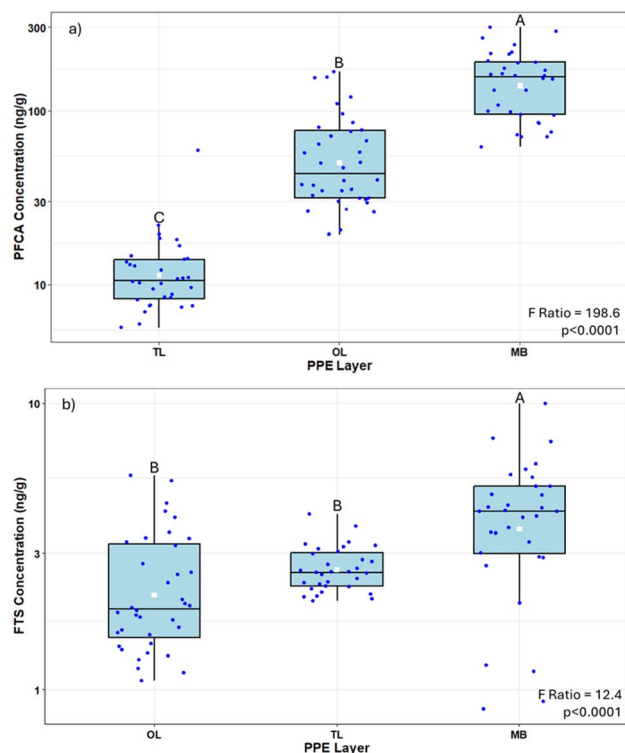 a)
PFCA Concentration (ng/g)
300
100
30
10
A
B
C
F Ratio = 198.6
p<0.0001
TL OL MB
PPE Layer
b)
FTS Concentration (ng/g)
10
3
1
A
B B
F Ratio = 12.4
p<0.0001
OL TL MB
PPE Layer